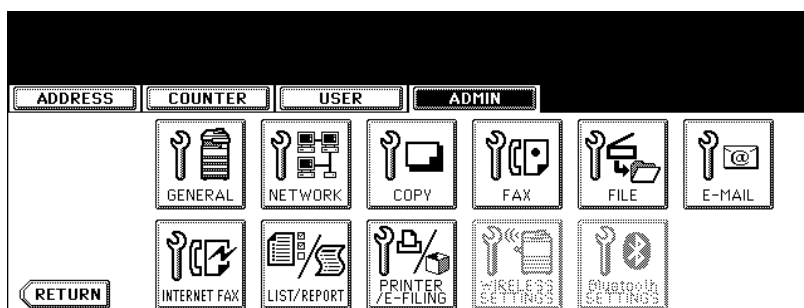 ADDRESS COUNTER USER ADMIN
GENERAL NETWORK COPY FAX FILE E-MAIL
INTERNET FAX LIST/REPORT PRINTER
/E-FILING WIRELESS
SETTINGS Bluetooth
SETTINGS
RETURN